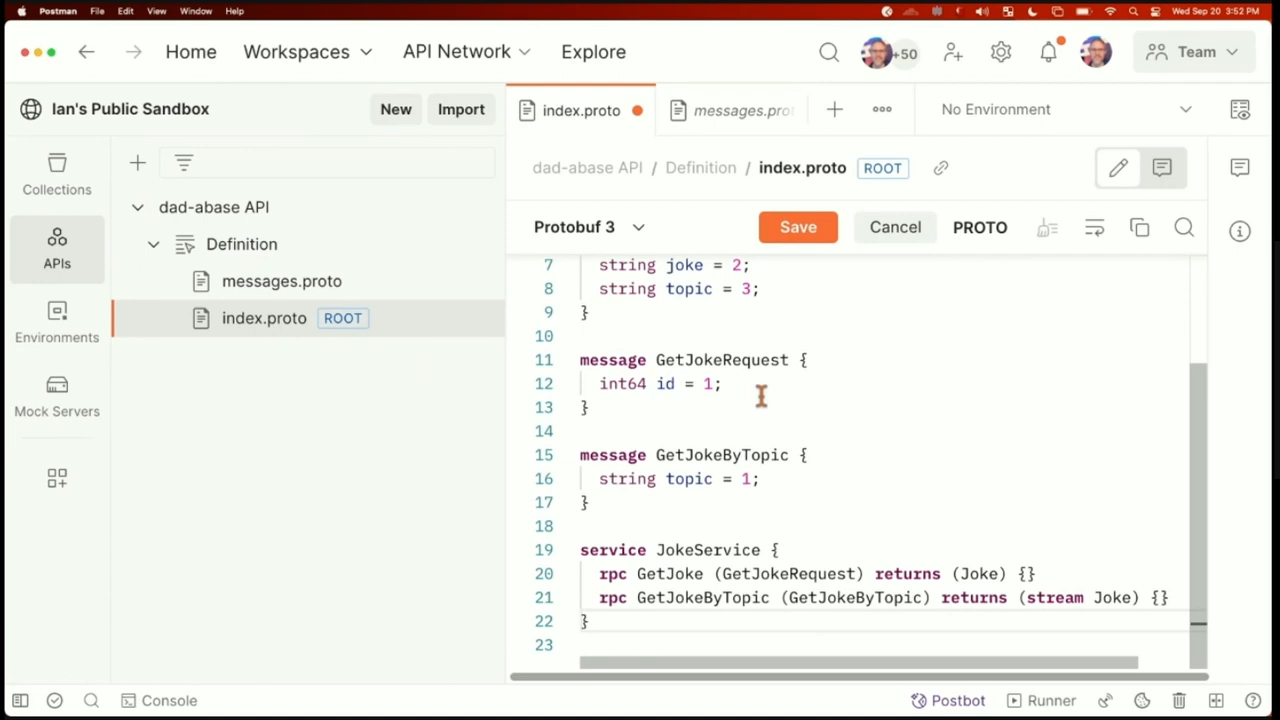 Postman File Edit View Window Help Wed Sep 20 3:52 PM
Home Workspaces API Network Explore +50 Team
Ian's Public Sandbox New Import index.proto messages.pro No Environment
Collections
APIs
Environments
Mock Servers
dad-abase API
Definition
messages.proto
index.proto ROOT
dad-abase API / Definition / index.proto ROOT
Protobuf 3 Save Cancel PROTO
7 string joke = 2;
8 string topic = 3;
9 }
10
11 message GetJokeRequest {
12 int64 id = 1;
13 }
14
15 message GetJokeByTopic {
16 string topic = 1;
17 }
18
19 service JokeService {
20 rpc GetJoke (GetJokeRequest) returns (Joke) {}
21 rpc GetJokeByTopic (GetJokeByTopic) returns (stream Joke) {}
22 }
23
Console Postbot Runner